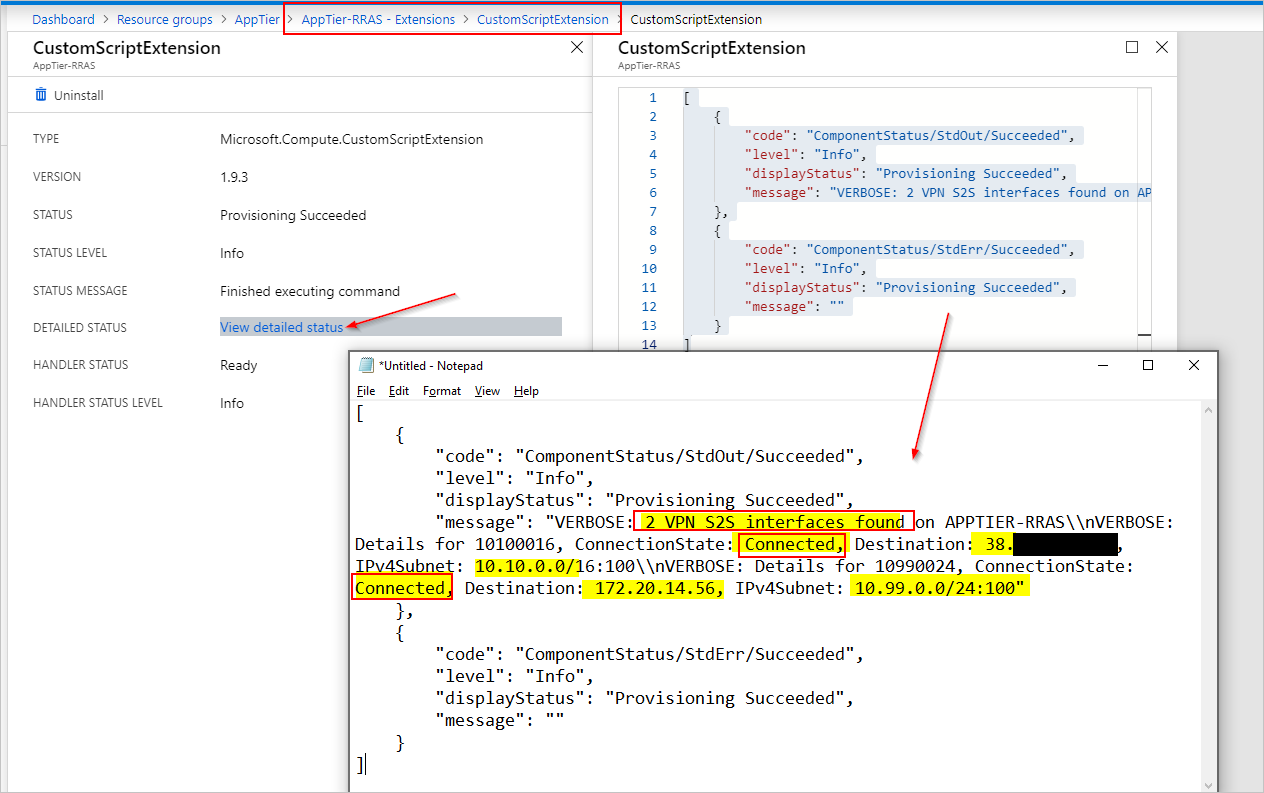 Dashboard > Resource groups > AppTier > AppTier-RRAS - Extensions > CustomScriptExtension > CustomScriptExtension
CustomScriptExtension
AppTier-RRAS
Uninstall
TYPE Microsoft.Compute.CustomScriptExtension
VERSION 1.9.3
STATUS Provisioning Succeeded
STATUS LEVEL Info
STATUS MESSAGE Finished executing command
DETAILED STATUS View detailed status
HANDLER STATUS Ready
HANDLER STATUS LEVEL Info
CustomScriptExtension
AppTier-RRAS
1 [
2 {
3 "code": "ComponentStatus/StdOut/Succeeded",
4 "level": "Info",
5 "displayStatus": "Provisioning Succeeded",
6 "message": "VERBOSE: 2 VPN S2S interfaces found on AP
7 },
8 {
9 "code": "ComponentStatus/StdErr/Succeeded",
10 "level": "Info",
11 "displayStatus": "Provisioning Succeeded",
12 "message": ""
13 }
14 ]
*Untitled - Notepad
File Edit Format View Help
[
{
"code": "ComponentStatus/StdOut/Succeeded",
"level": "Info",
"displayStatus": "Provisioning Succeeded",
"message": "VERBOSE: 2 VPN S2S interfaces found on APPTIER-RRAS\\nVERBOSE:
Details for 10100016, ConnectionState: Connected, Destination: 38. ,
IPv4Subnet: 10.10.0.0/16:100\\nVERBOSE: Details for 10990024, ConnectionState:
Connected, Destination: 172.20.14.56, IPv4Subnet: 10.99.0.0/24:100"
},
{
"code": "ComponentStatus/StdErr/Succeeded",
"level": "Info",
"displayStatus": "Provisioning Succeeded",
"message": ""
}
]